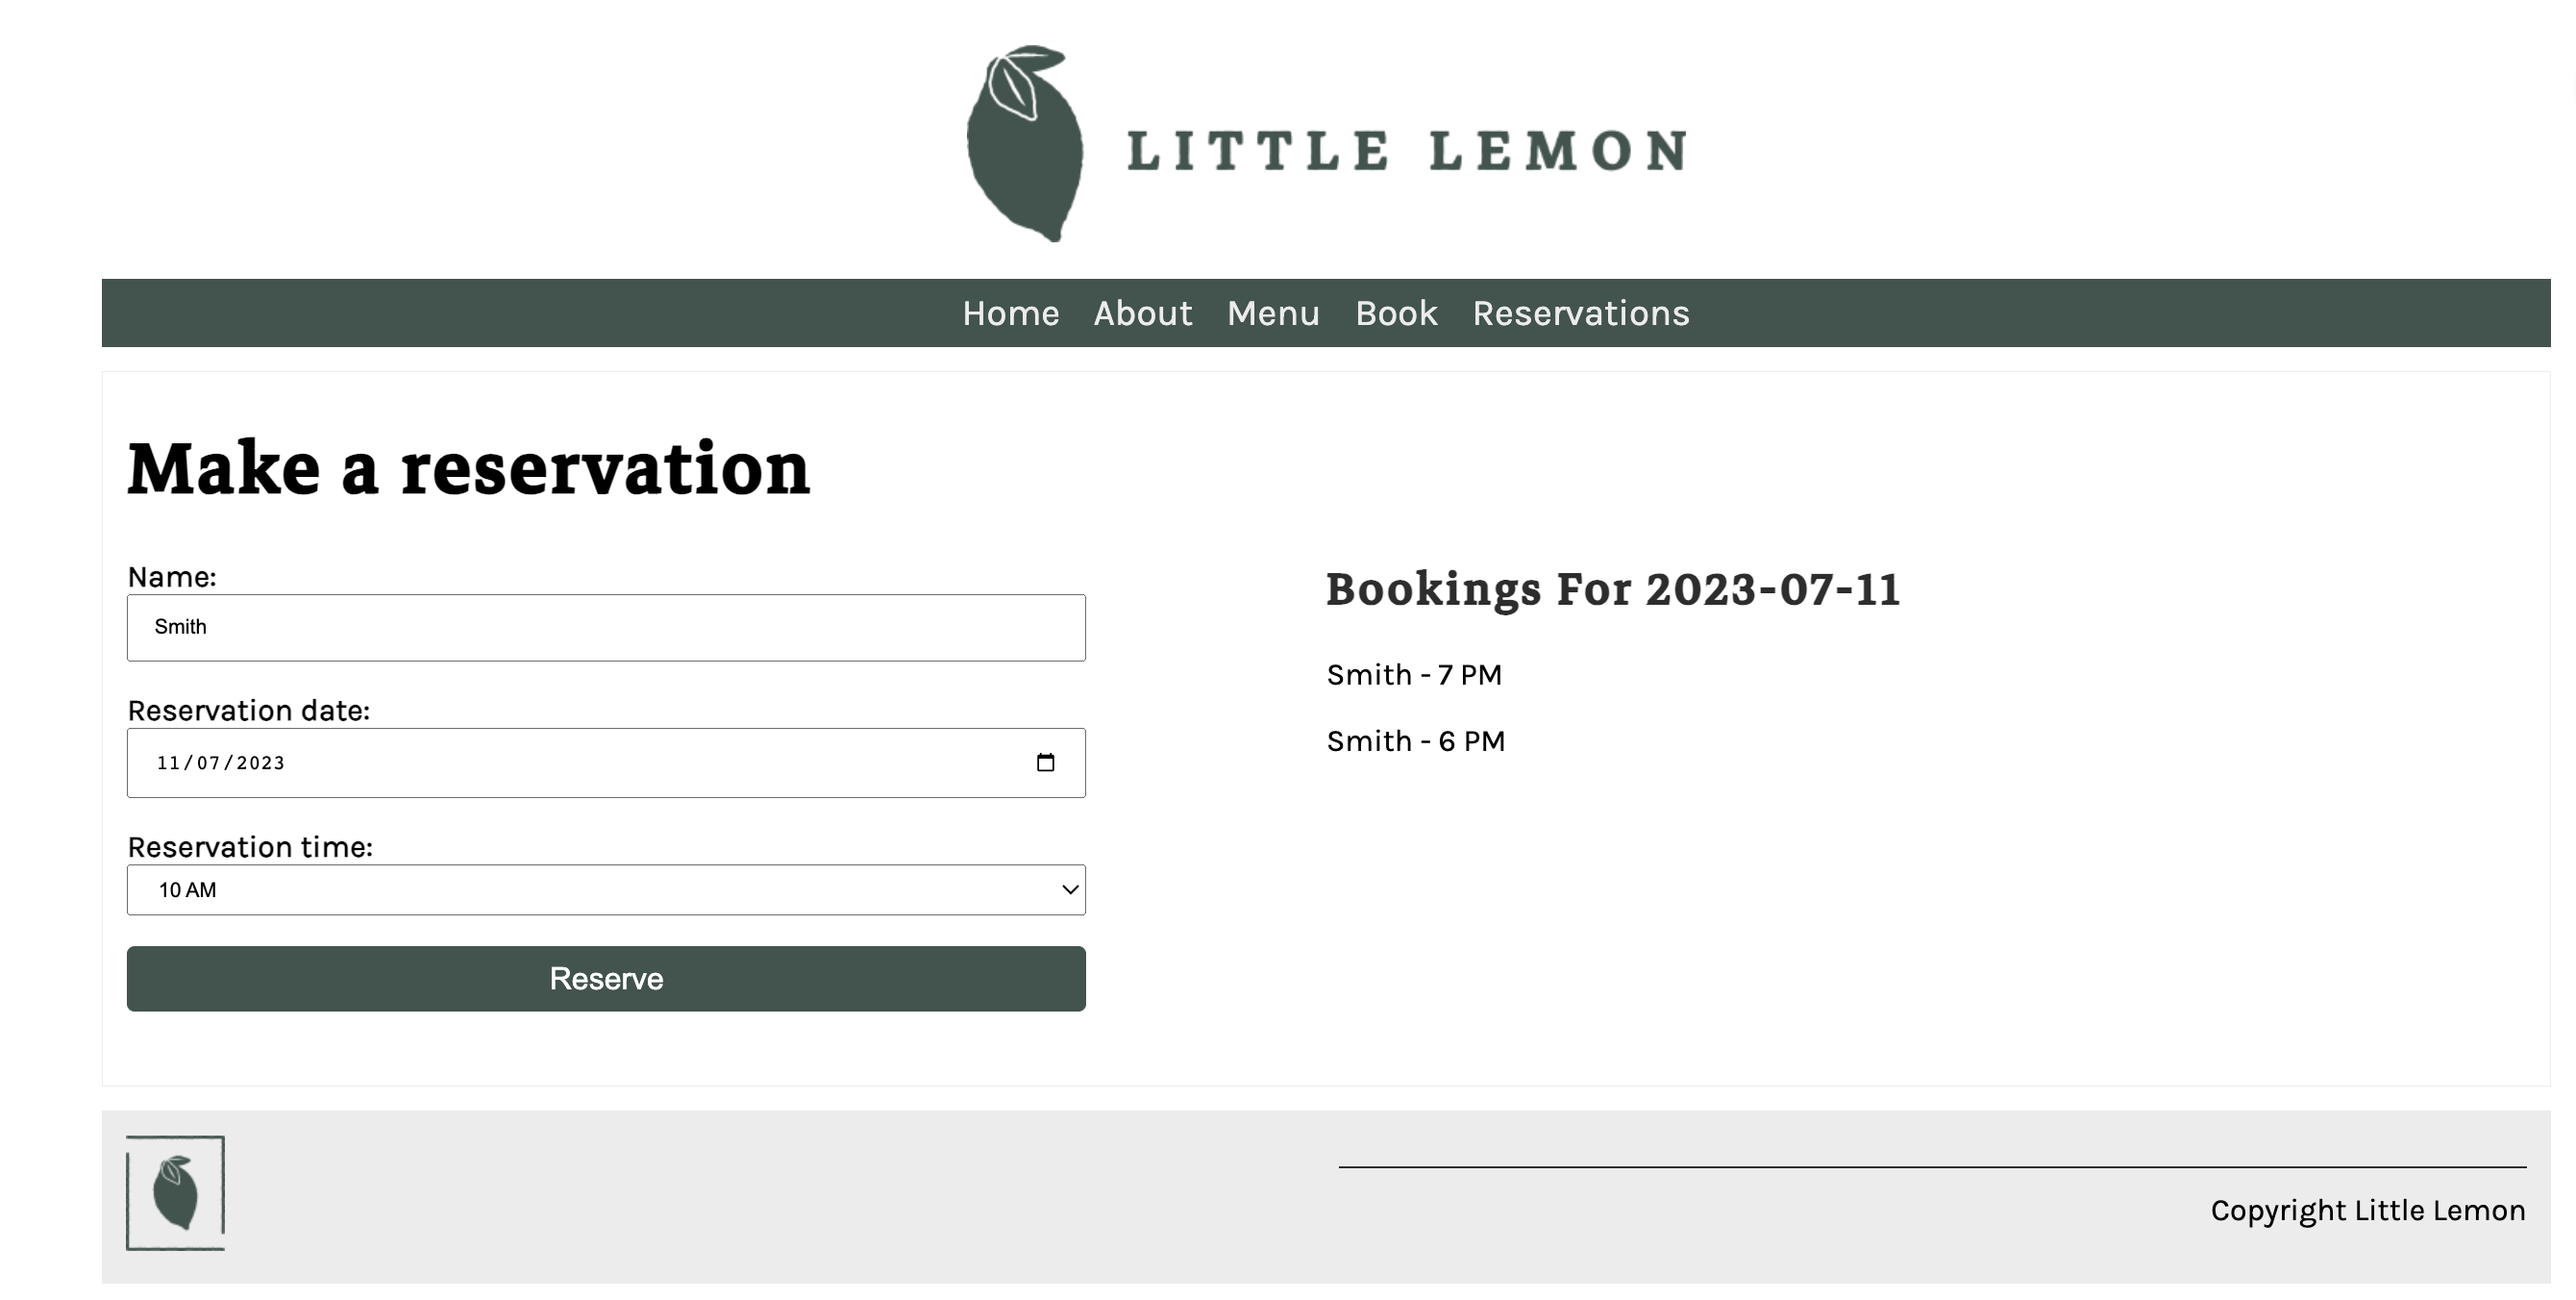 LITTLE LEMON
Home About Menu Book Reservations
Make a reservation
Name:
Smith
Reservation date:
11/07/2023
Reservation time:
10 AM
Reserve
Bookings For 2023-07-11
Smith - 7 PM
Smith - 6 PM
Copyright Little Lemon